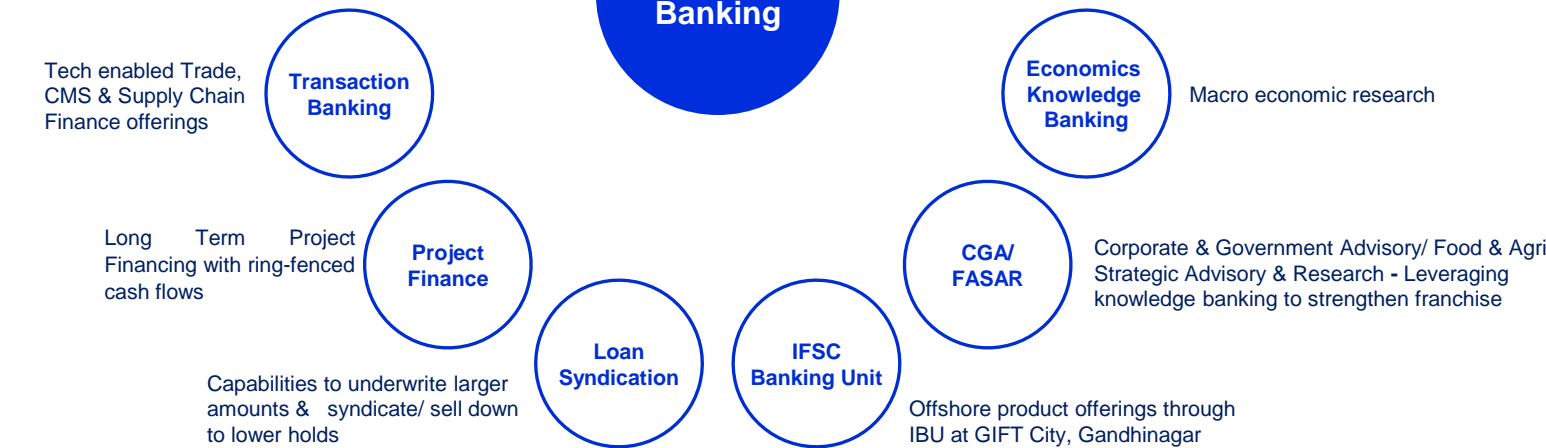 Banking
Tech enabled Trade,
CMS & Supply Chain
Finance offerings
Transaction
Banking
Economics
Knowledge
Banking
Macro economic research
Long Term Project
Financing with ring-fenced
cash flows
Project
Finance
CGA/
FASAR
Corporate & Government Advisory/ Food & Agri
Strategic Advisory & Research - Leveraging
knowledge banking to strengthen franchise
Capabilities to underwrite larger
amounts & syndicate/ sell down
to lower holds
Loan
Syndication
IFSC
Banking Unit
Offshore product offerings through
IBU at GIFT City, Gandhinagar